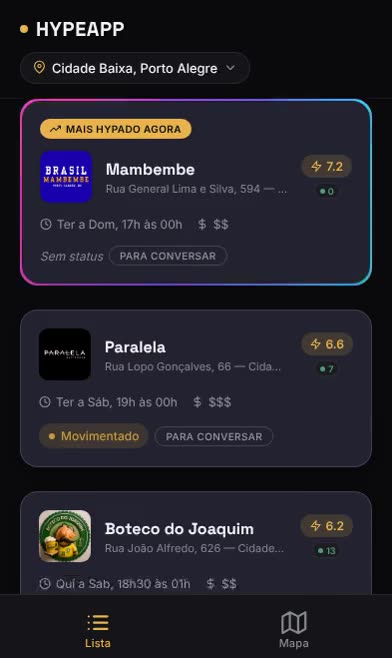 HYPEAPP
Cidade Baixa, Porto Alegre
MAIS HYPADO AGORA
BRASIL
MAMBEMBE
Mambembe
7.2
Rua General Lima e Silva, 594 — ...
0
Ter a Dom, 17h às 00h $ $$
Sem status PARA CONVERSAR
PARALELA
Paralela
6.6
Rua Lopo Gonçalves, 66 — Cida...
7
Ter a Sáb, 19h às 00h $ $$$
Movimentado PARA CONVERSAR
Boteco do Joaquim
6.2
Rua João Alfredo, 626 — Cidade...
13
Qui a Sab, 18h30 às 01h $ $$
Lista Mapa